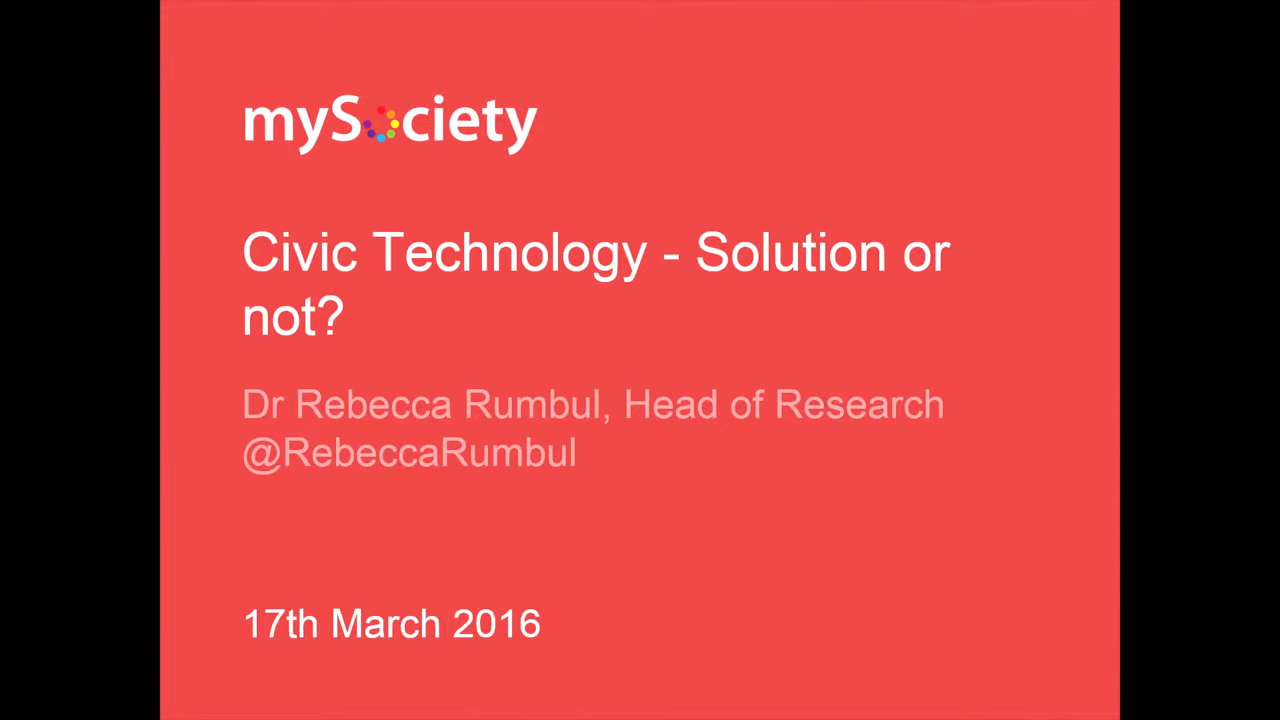 mySociety
Civic Technology - Solution or
not?
Dr Rebecca Rumbul, Head of Research
@RebeccaRumbul
17th March 2016